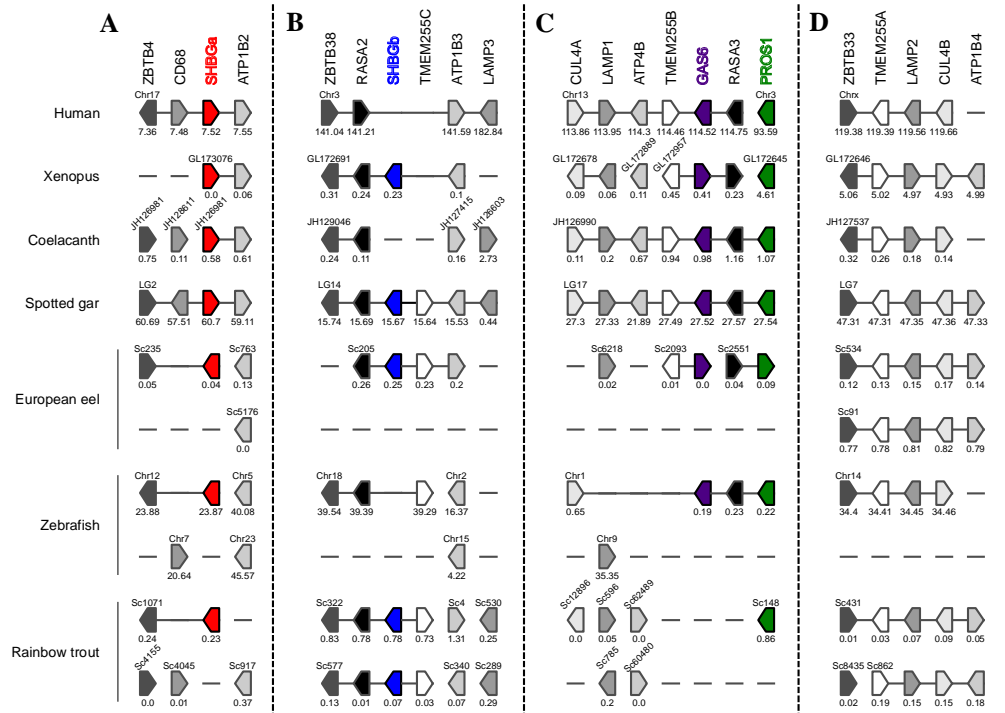 A B C D
ZBTB4 CD68 SHBGa ATP1B2 ZBTB38 RASA2 SHBGb TMEM255C ATP1B3 LAMP3 CUL4A LAMP1 ATP4B TMEM255B GAS6 RASA3 PROS1 ZBTB33 TMEM255A LAMP2 CUL4B ATP1B4
Chr17 Chr3 Chr13 Chr3 Chrx
Human
7.36 7.48 7.52 7.55 141.04 141.21 141.59 182.84 113.86 113.95 114.3 114.46 114.52 114.75 93.59 119.38 119.39 119.56 119.66
GL173076 GL172691 GL172678 GL172889 GL172957 GL172645 GL172646
Xenopus
0.0 0.06 0.31 0.24 0.23 0.1 0.09 0.06 0.11 0.45 0.41 0.23 4.61 5.06 5.02 4.97 4.93 4.99
JH126981 JH128611 JH126981 JH129046 JH127415 JH126603 JH126990 JH127537
Coelacanth
0.75 0.11 0.58 0.61 0.24 0.11 0.16 2.73 0.11 0.2 0.67 0.94 0.98 1.16 1.07 0.32 0.26 0.18 0.14
LG2 LG14 LG17 LG7
Spotted gar
60.69 57.51 60.7 59.11 15.74 15.69 15.67 15.64 15.53 0.44 27.3 27.33 21.89 27.49 27.52 27.57 27.54 47.31 47.31 47.35 47.36 47.33
Sc235 Sc763 Sc205 Sc6218 Sc2093 Sc2551 Sc534
0.05 0.04 0.13 0.26 0.25 0.23 0.2 0.02 0.01 0.0 0.04 0.09 0.12 0.13 0.15 0.17 0.14
European eel
Sc5176 Sc91
0.0 0.77 0.78 0.81 0.82 0.79
Chr12 Chr5 Chr18 Chr2 Chr1 Chr14
23.88 23.87 40.08 39.54 39.39 39.29 16.37 0.65 0.19 0.23 0.22 34.4 34.41 34.45 34.46
Zebrafish
Chr7 Chr23 Chr15 Chr9
20.64 45.57 4.22 35.35
Sc1071 Sc322 Sc4 Sc530 Sc12896 Sc596 Sc62489 Sc148 Sc431
0.24 0.23 0.83 0.78 0.78 0.73 1.31 0.25 0.0 0.05 0.0 0.86 0.01 0.03 0.07 0.09 0.05
Rainbow trout
Sc4155 Sc4045 Sc917 Sc577 Sc340 Sc289 Sc785 Sc60480 Sc8435 Sc862
0.0 0.01 0.37 0.13 0.01 0.07 0.03 0.07 0.29 0.2 0.0 0.02 0.19 0.15 0.15 0.18